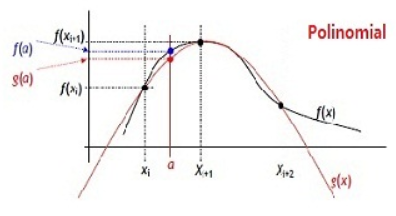 Polinomial
f(xᵢ₊₁)
f(a)
g(a)
f(xᵢ)
f(x)
xᵢ
a
Xᵢ₊₁
Xᵢ₊₂
g(x)